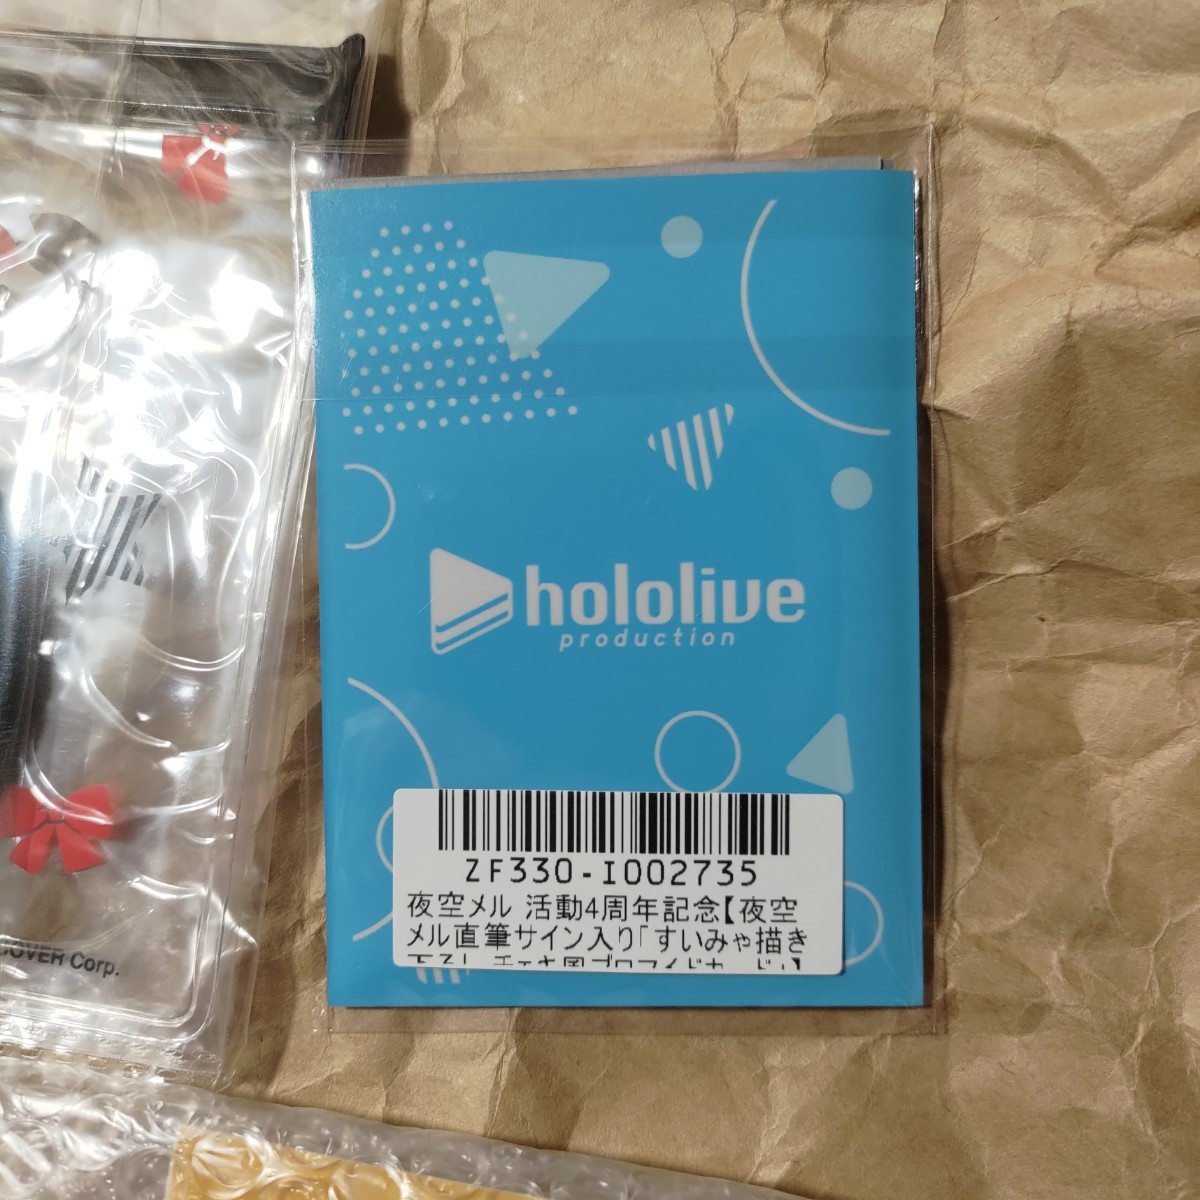 hololive
production
ZF330-I002735
夜空メル 活動4周年記念【夜空
メル直筆サイン入り「すいみゃ描き
OVER Corp.